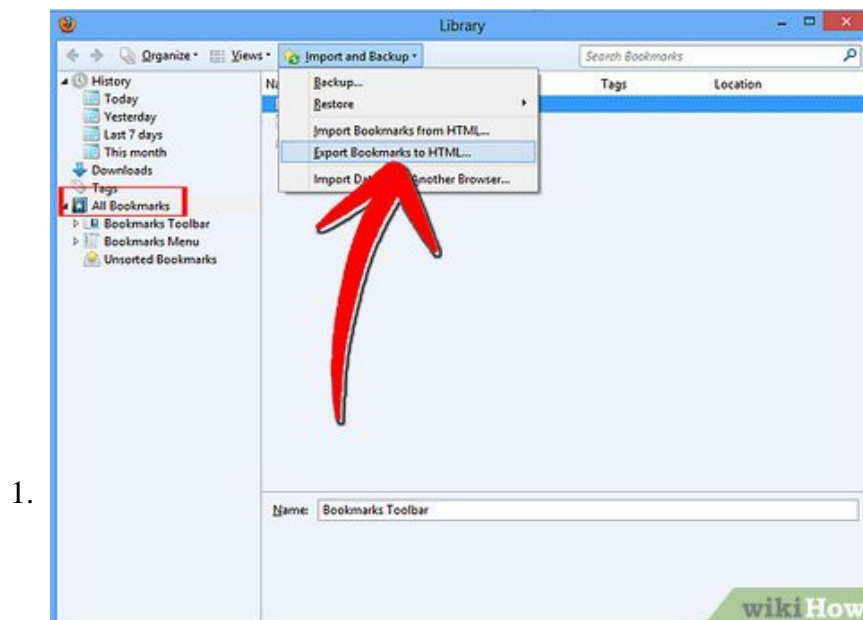 Library
Organize Views Import and Backup Search Bookmarks
History
Today
Yesterday
Last 7 days
This month
Downloads
Tags
All Bookmarks
Bookmarks Toolbar
Bookmarks Menu
Unsorted Bookmarks
Backup...
Restore
Import Bookmarks from HTML...
Export Bookmarks to HTML...
Import Another Browser...
Tags Location
1.
Name: Bookmarks Toolbar
wikiHow